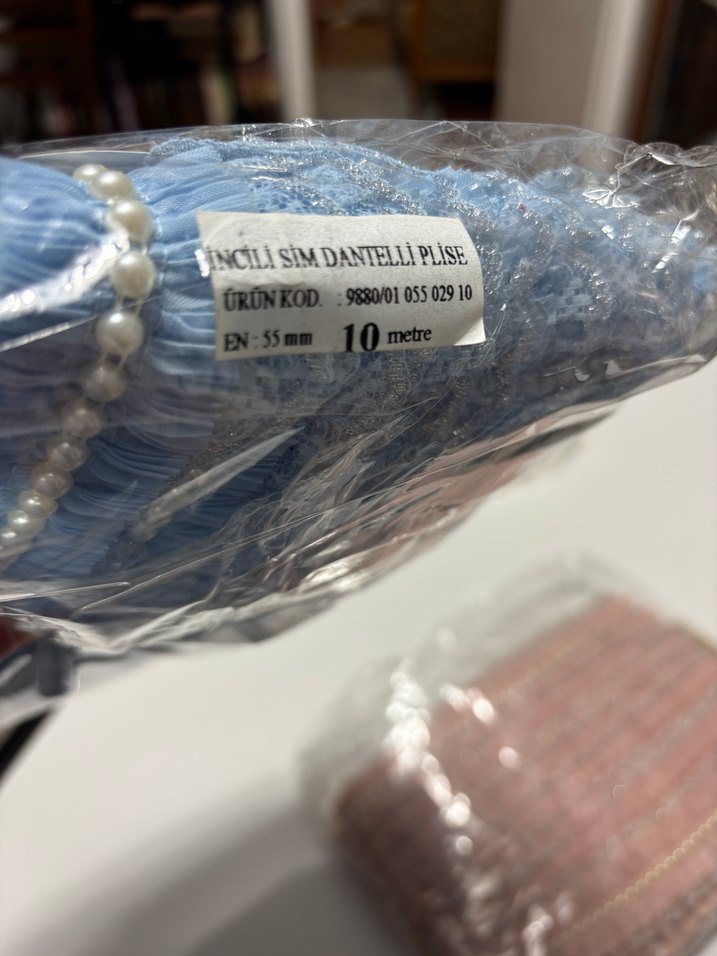 İNCİLİ SİM DANTELLİ PLİSE
ÜRÜN KOD. : 9880/01 055 029 10
EN : 55 mm 10 metre